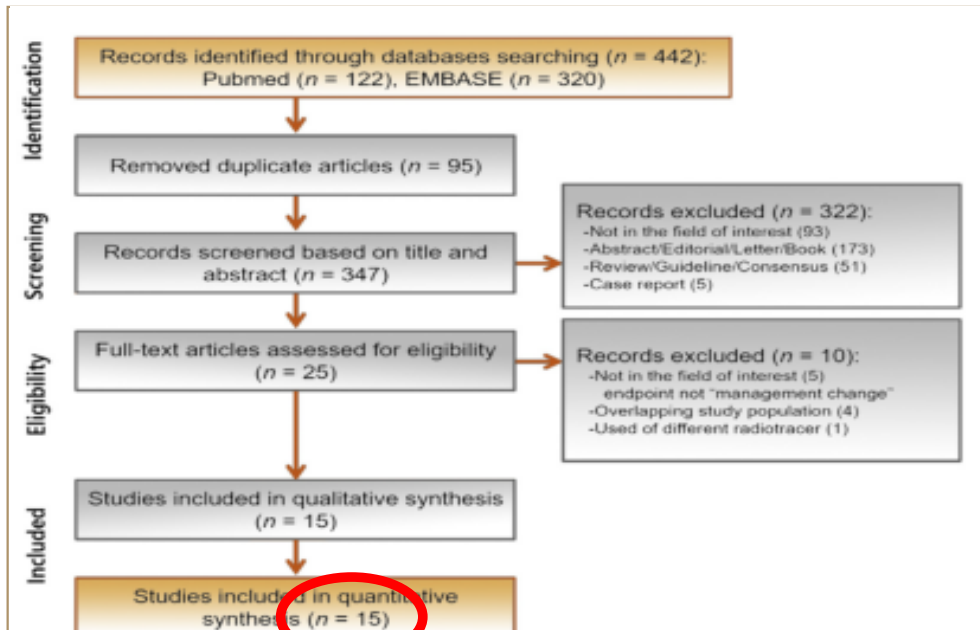 Identification
Records identified through databases searching (n = 442):
Pubmed (n = 122), EMBASE (n = 320)
Removed duplicate articles (n = 95)
Screening
Records screened based on title and
abstract (n = 347)
Records excluded (n = 322):
-Not in the field of interest (93)
-Abstract/Editorial/Letter/Book (173)
-Review/Guideline/Consensus (51)
-Case report (5)
Eligibility
Full-text articles assessed for eligibility
(n = 25)
Records excluded (n = 10):
-Not in the field of interest (5)
endpoint not "management change"
-Overlapping study population (4)
-Used of different radiotracer (1)
Included
Studies included in qualitative synthesis
(n = 15)
Studies included in quantitative
synthesis (n = 15)